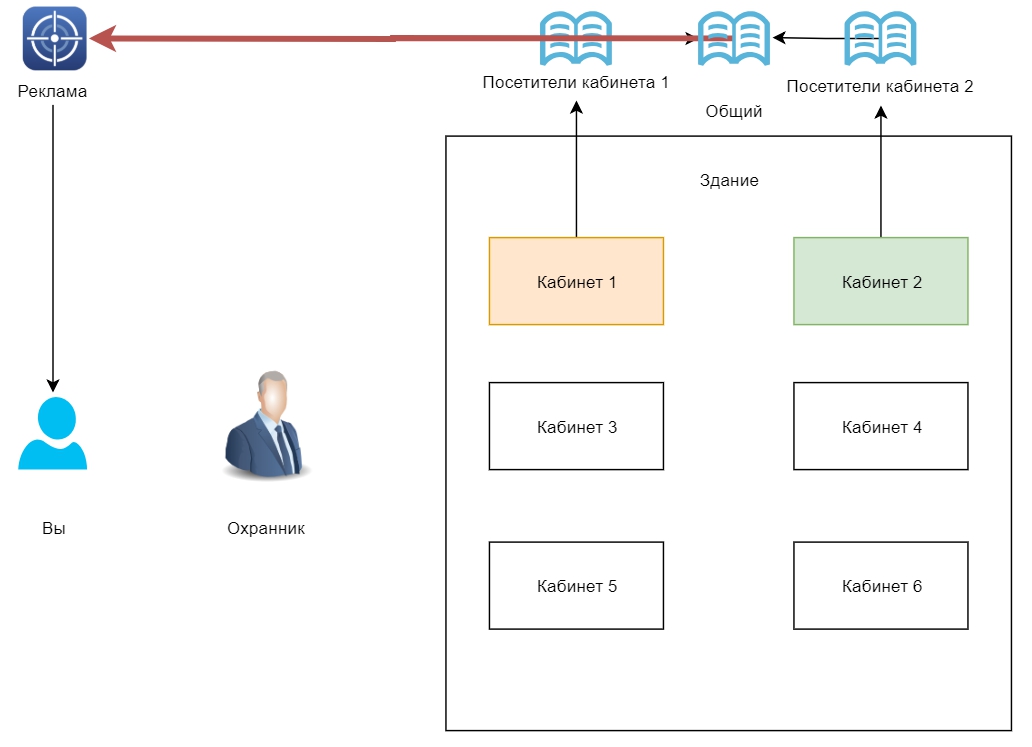 Реклама
Посетители кабинета 1
Посетители кабинета 2
Общий
Здание
Кабинет 1
Кабинет 2
Кабинет 3
Кабинет 4
Вы
Охранник
Кабинет 5
Кабинет 6